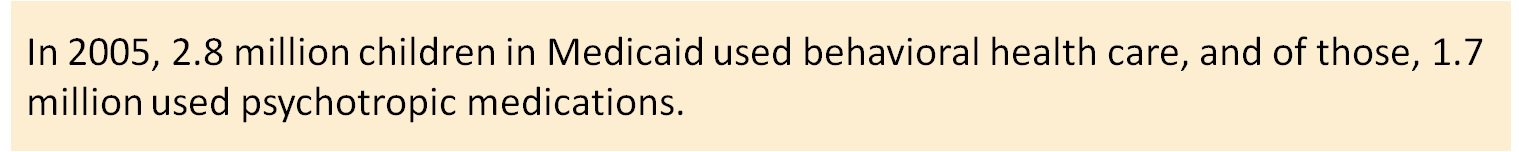 In 2005, 2.8 million children in Medicaid used behavioral health care, and of those, 1.7
million used psychotropic medications.